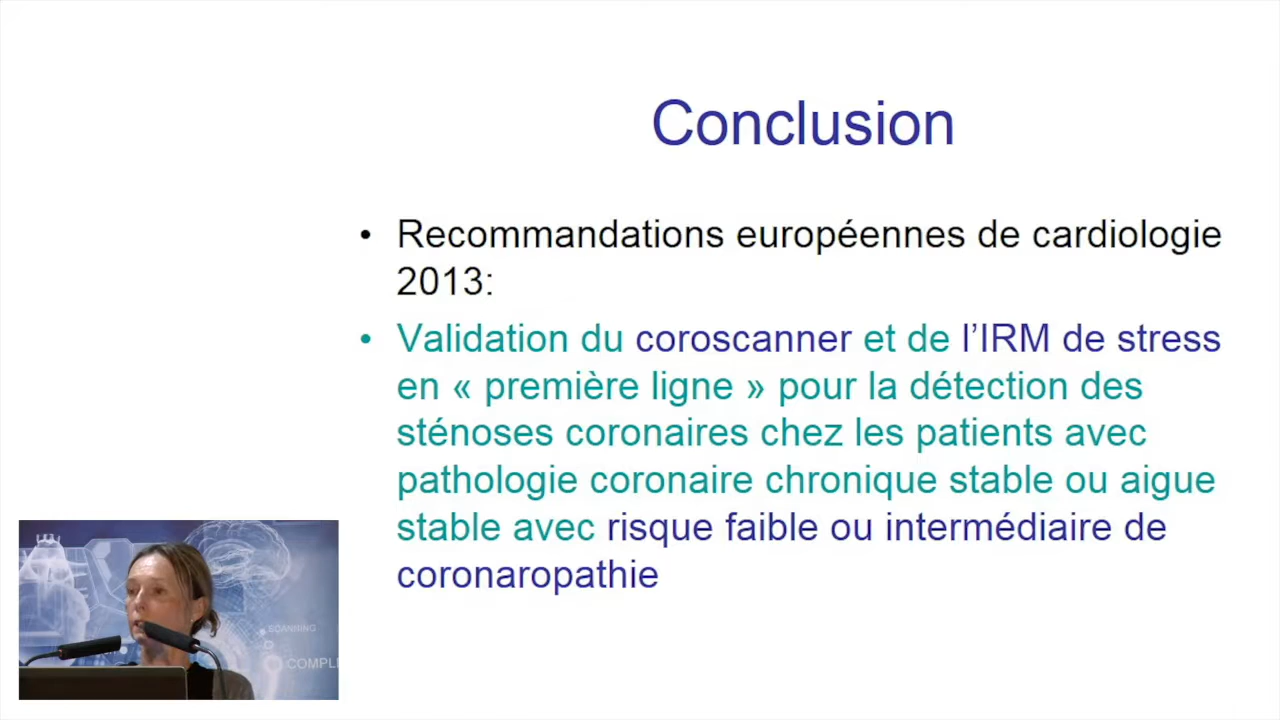 Conclusion
• Recommandations européennes de cardiologie
2013:
• Validation du coroscanner et de l’IRM de stress
en « première ligne » pour la détection des
sténoses coronaires chez les patients avec
pathologie coronaire chronique stable ou aigue
stable avec risque faible ou intermédiaire de
coronaropathie
SCANNING
COMPL